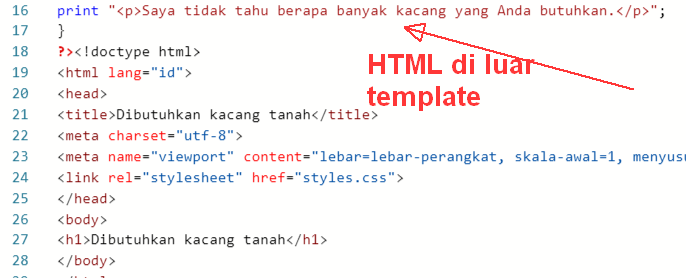 16 print "<p>Saya tidak tahu berapa banyak kacang yang Anda butuhkan.</p>";
17 }
18 ?><!doctype html>
19 <html lang="id">
20 <head>
21 <title>Dibutuhkan kacang tanah</title>
22 <meta charset="utf-8">
23 <meta name="viewport" content="lebar=lebar-perangkat, skala-awal=1, menyusu
24 <link rel="stylesheet" href="styles.css">
25 </head>
26 <body>
27 <h1>Dibutuhkan kacang tanah</h1>
28 </body>
HTML di luar
template